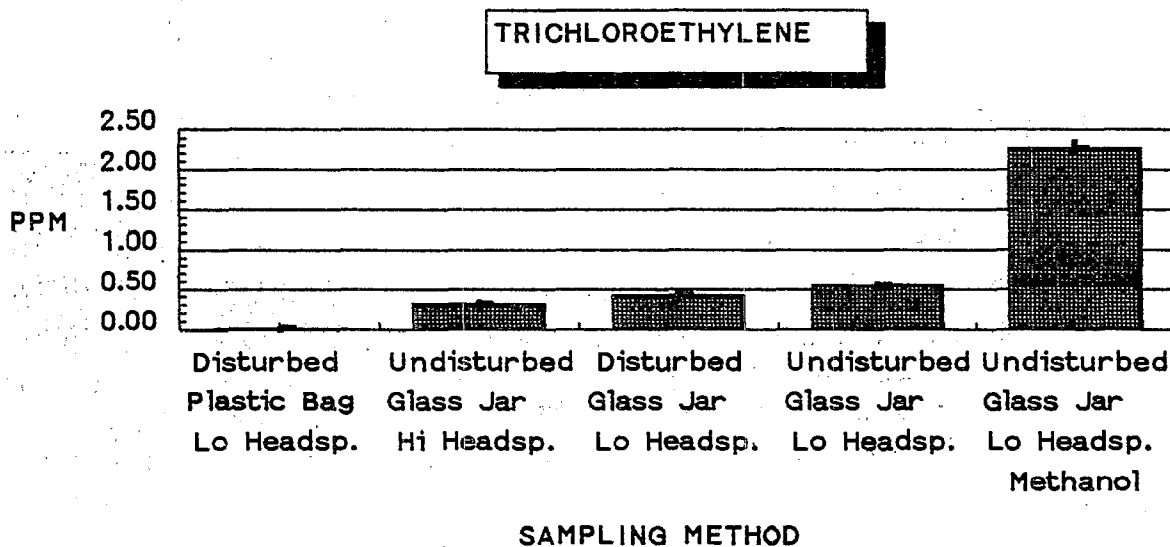 TRICHLOROETHYLENE
2.50
2.00
PPM
1.50
1.00
0.50
0.00
Disturbed Undisturbed Disturbed Undisturbed Undisturbed
Plastic Bag Glass Jar Glass Jar Glass Jar Glass Jar
Lo Headsp. Hi Headsp. Lo Headsp. Lo Headsp. Lo Headsp.
Methanol
SAMPLING METHOD